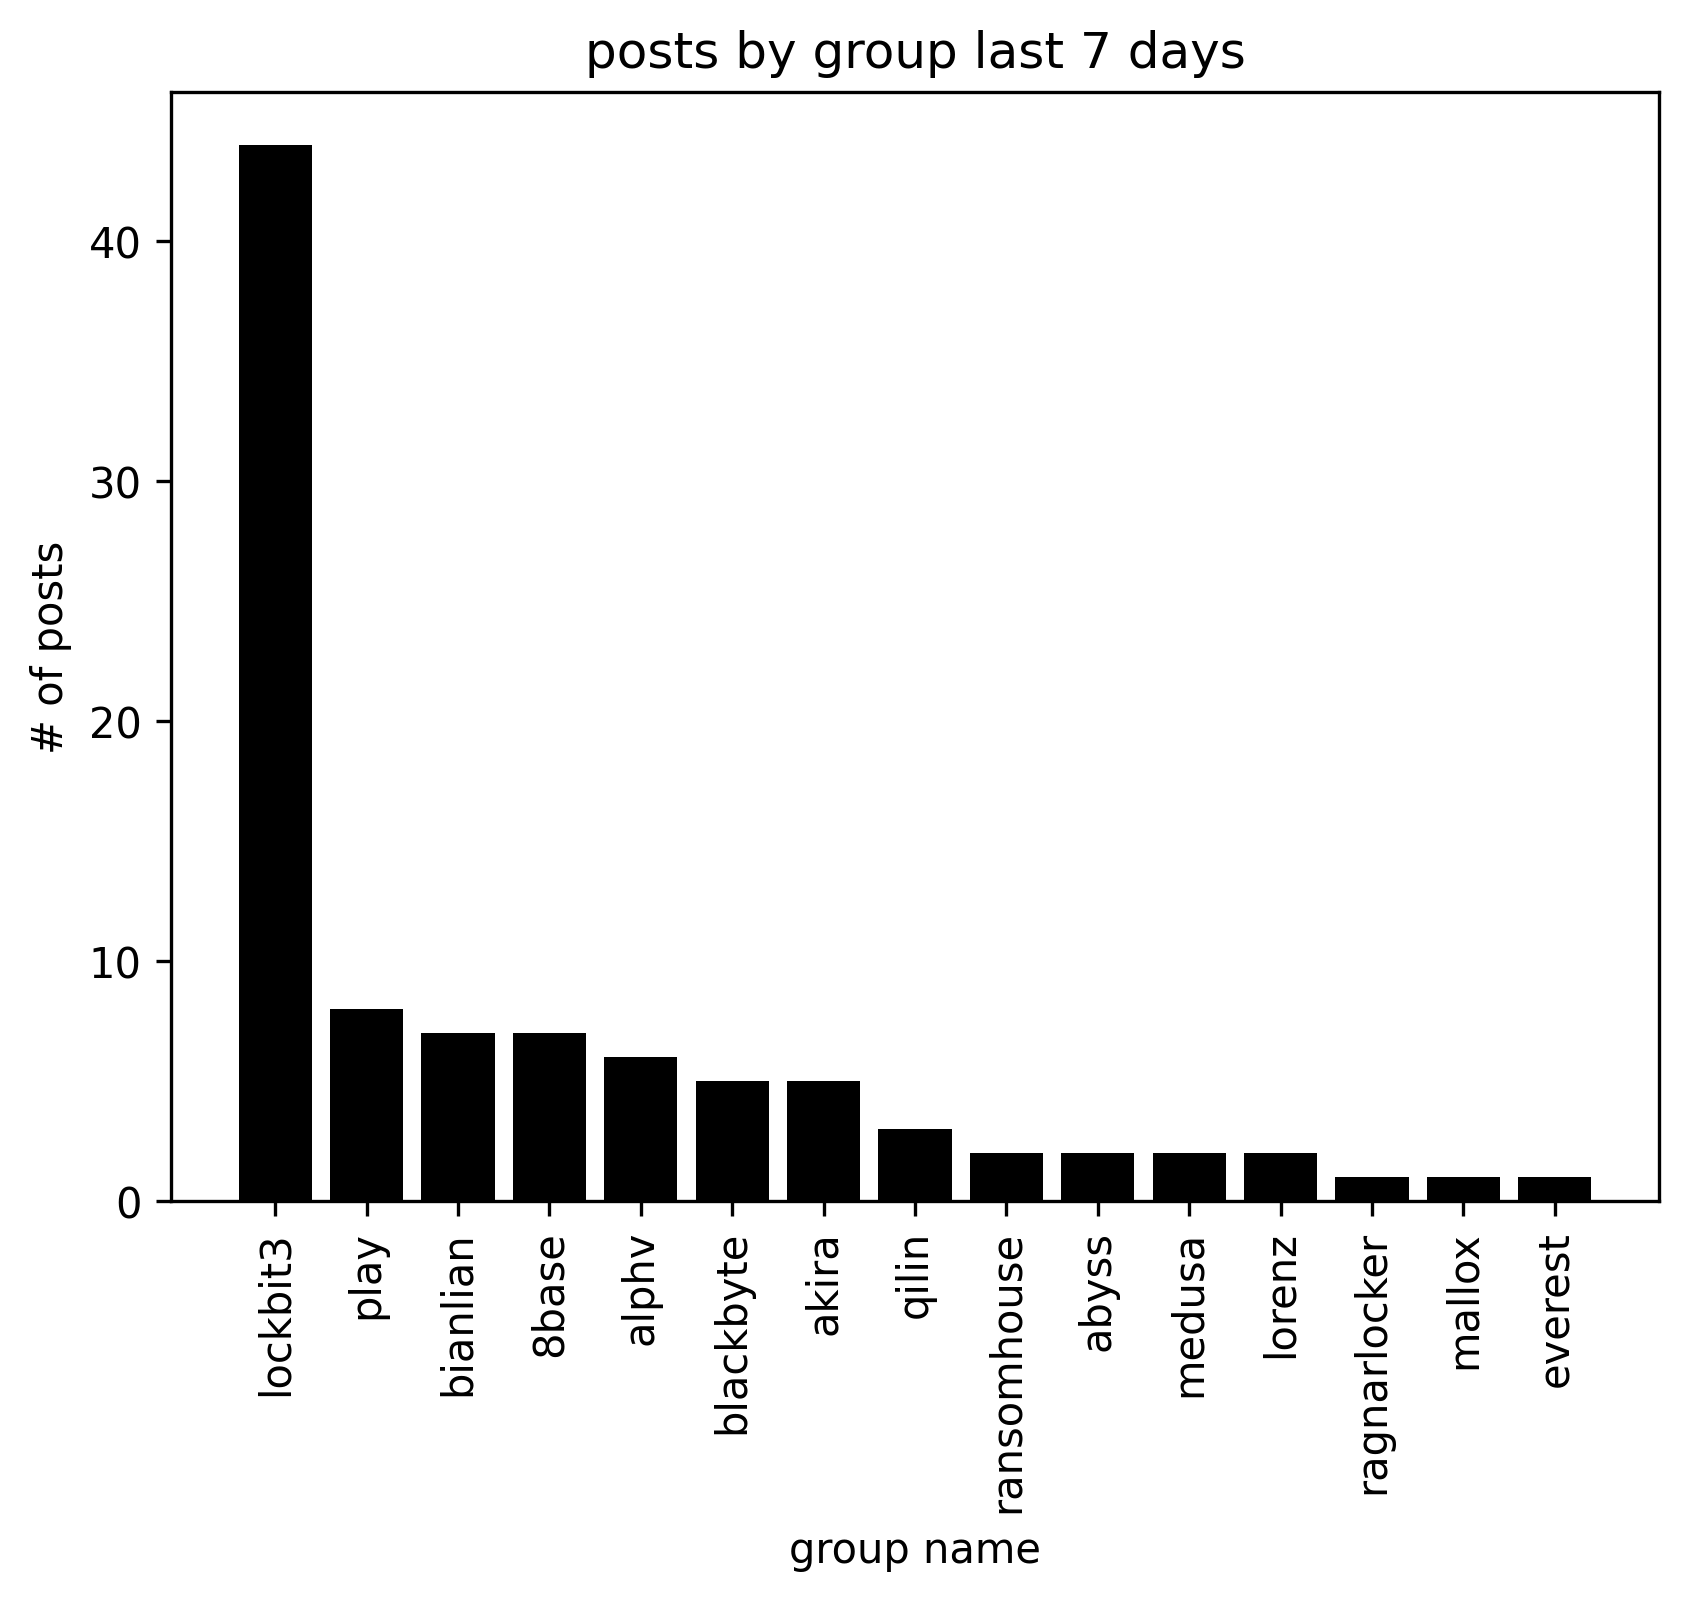 posts by group last 7 days
# of posts
40
30
20
10
0
lockbit3
play
bianlian
8base
alphv
blackbyte
akira
qilin
ransomhouse
abyss
medusa
lorenz
ragnarlocker
mallox
everest
group name